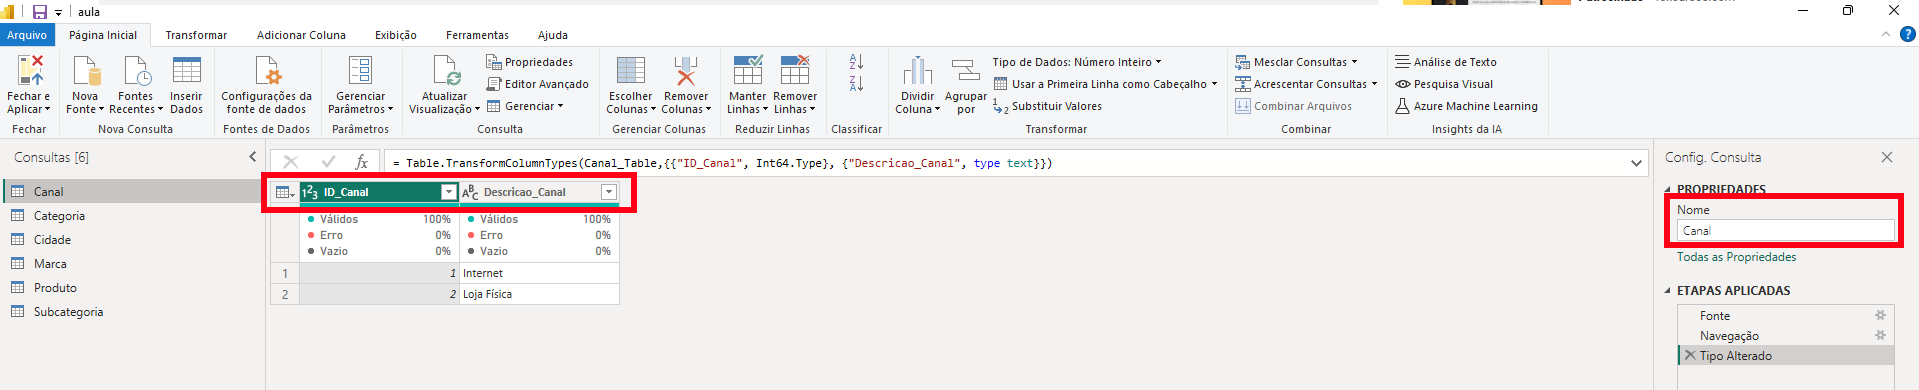 aula
Arquivo Página Inicial Transformar Adicionar Coluna Exibição Ferramentas Ajuda
Fechar e Aplicar
Fechar
Nova Fonte
Fontes Recentes
Inserir Dados
Nova Consulta
Configurações da fonte de dados
Fontes de Dados
Gerenciar Parâmetros
Parâmetros
Atualizar Visualização
Propriedades
Editor Avançado
Gerenciar
Consulta
Escolher Colunas
Remover Colunas
Gerenciar Colunas
Manter Linhas
Remover Linhas
Reduzir Linhas
Classificar
Dividir Coluna
Agrupar por
Tipo de Dados: Número Inteiro
Usar a Primeira Linha como Cabeçalho
Substituir Valores
Transformar
Mesclar Consultas
Acrescentar Consultas
Combinar Arquivos
Combinar
Análise de Texto
Pesquisa Visual
Azure Machine Learning
Insights da IA
Consultas [6]
Canal
Categoria
Cidade
Marca
Produto
Subcategoria
= Table.TransformColumnTypes(Canal_Table,{{"ID_Canal", Int64.Type}, {"Descricao_Canal", type text}})
123 ID_Canal ABC Descricao_Canal
Válidos 100% Válidos 100%
Erro 0% Erro 0%
Vazio 0% Vazio 0%
1 1 Internet
2 2 Loja Física
Config. Consulta
PROPRIEDADES
Nome
Canal
Todas as Propriedades
ETAPAS APLICADAS
Fonte
Navegação
Tipo Alterado